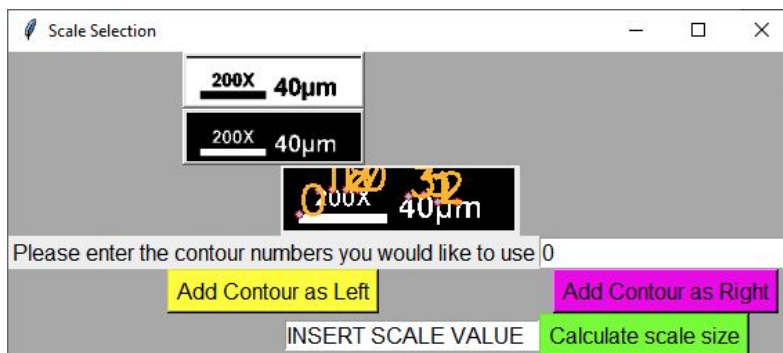 Scale Selection
200X 40µm
200X 40µm
0
200X 40µm
Please enter the contour numbers you would like to use 0
Add Contour as Left Add Contour as Right
INSERT SCALE VALUE Calculate scale size